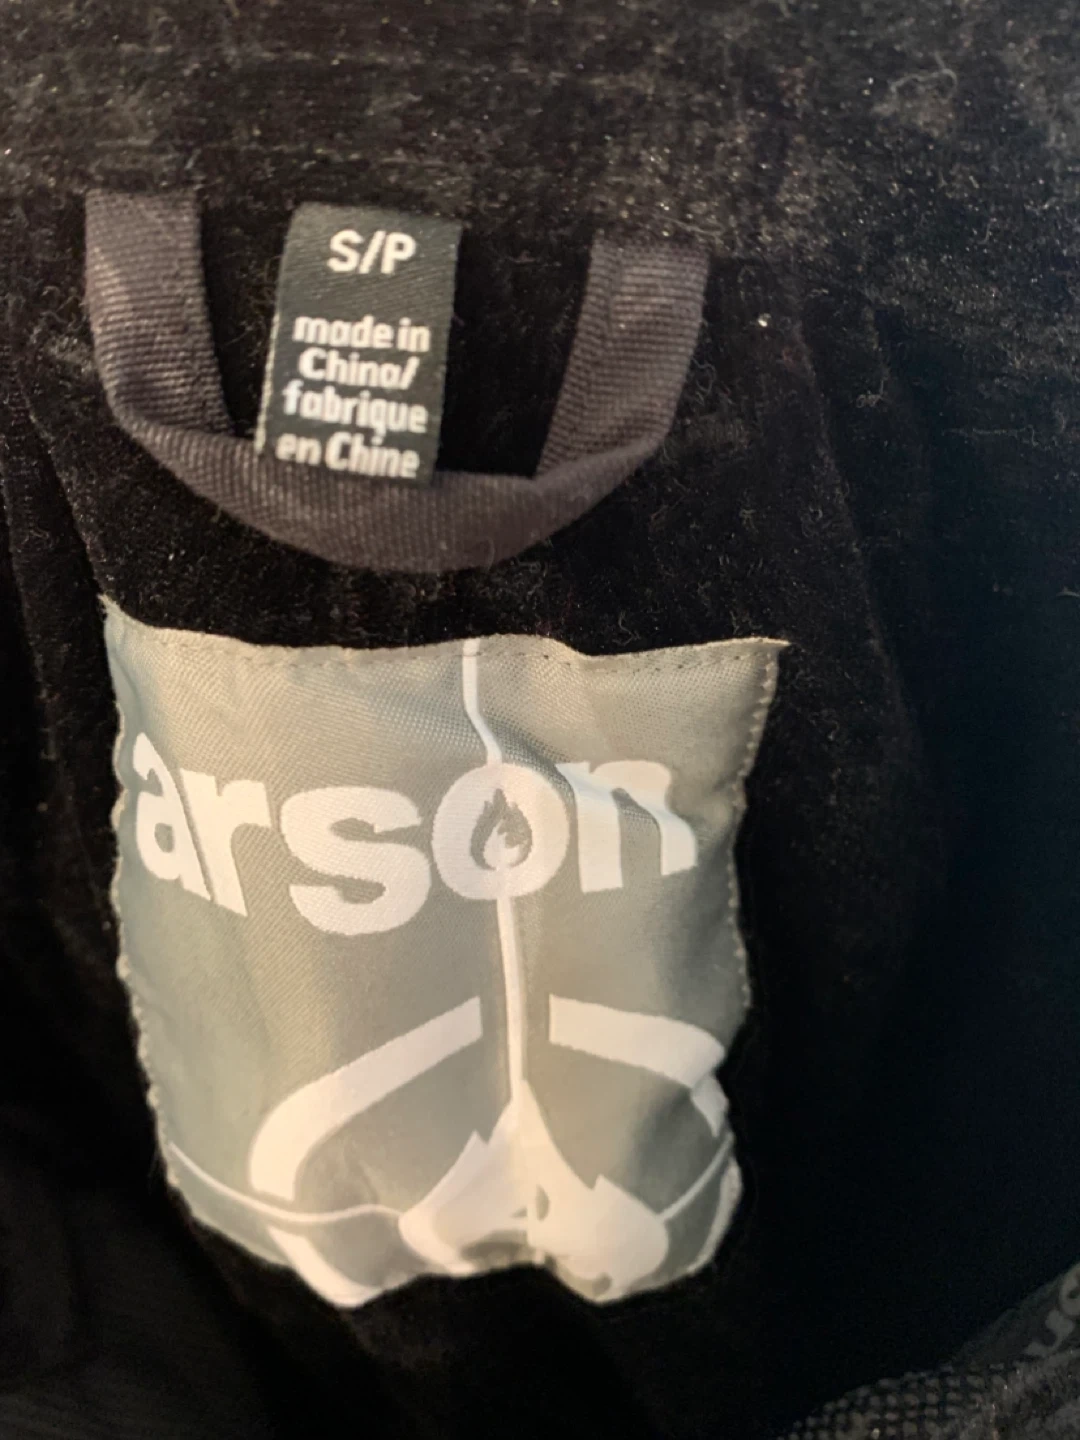 S/P
made in
China/
fabrique
en Chine
arson